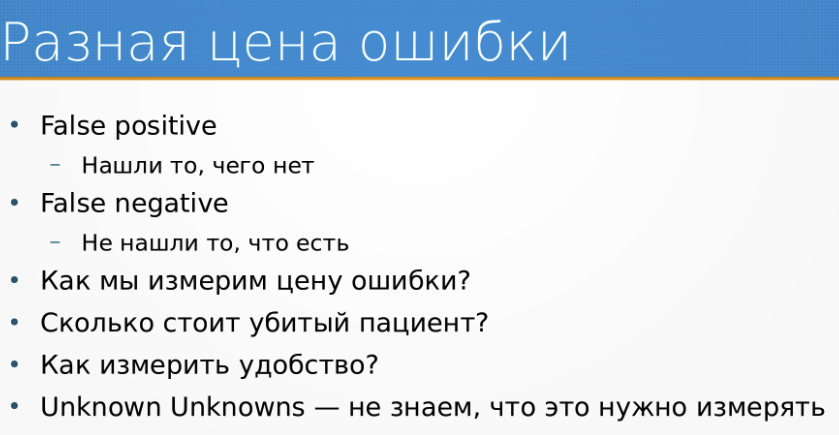 Разная цена ошибки
• False positive
– Нашли то, чего нет
• False negative
– Не нашли то, что есть
• Как мы измерим цену ошибки?
• Сколько стоит убитый пациент?
• Как измерить удобство?
• Unknown Unknowns — не знаем, что это нужно измерять